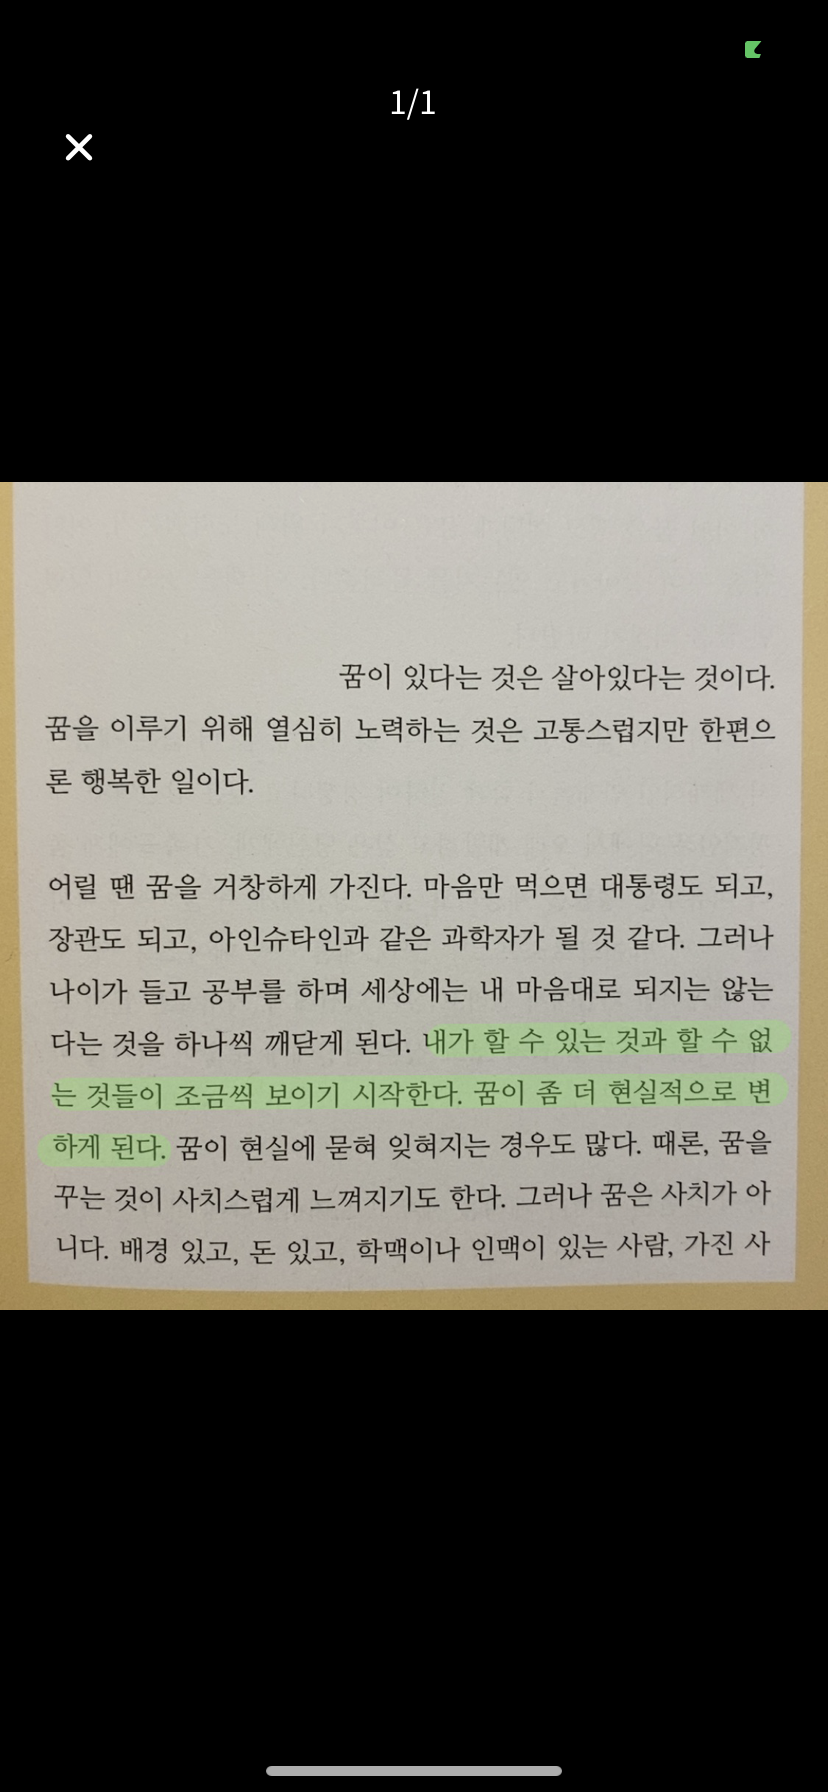 1/1
꿈이 있다는 것은 살아있다는 것이다.
꿈을 이루기 위해 열심히 노력하는 것은 고통스럽지만 한편으
론 행복한 일이다.
어릴 땐 꿈을 거창하게 가진다. 마음만 먹으면 대통령도 되고,
장관도 되고, 아인슈타인과 같은 과학자가 될 것 같다. 그러나
나이가 들고 공부를 하며 세상에는 내 마음대로 되지는 않는
다는 것을 하나씩 깨닫게 된다. 내가 할 수 있는 것과 할 수 없
는 것들이 조금씩 보이기 시작한다. 꿈이 좀 더 현실적으로 변
하게 된다. 꿈이 현실에 묻혀 잊혀지는 경우도 많다. 때론, 꿈을
꾸는 것이 사치스럽게 느껴지기도 한다. 그러나 꿈은 사치가 아
니다. 배경 있고, 돈 있고, 학맥이나 인맥이 있는 사람, 가진 사